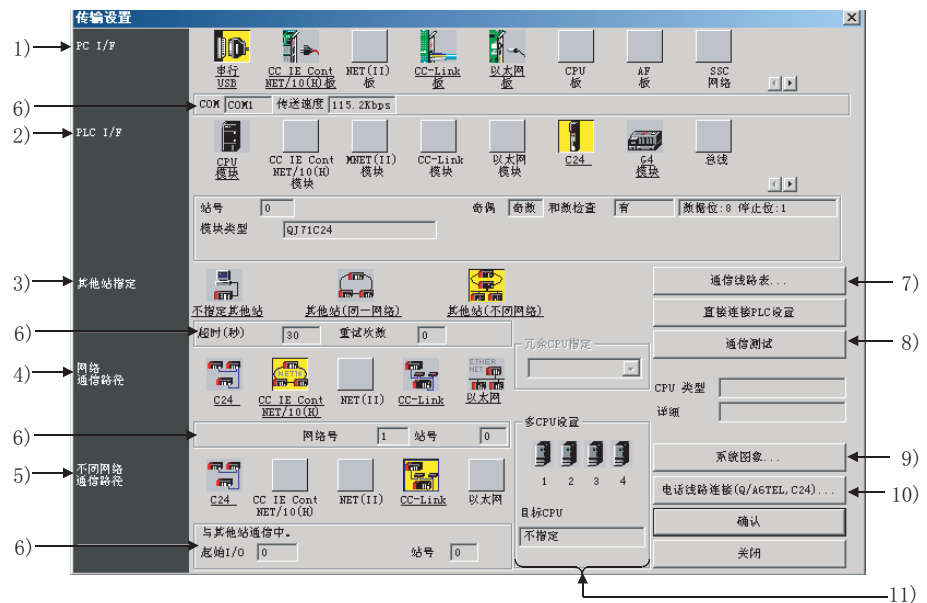 传输设置
1)
PC I/F
串行
USB
CC IE Cont
NET/10(H)板
NET(II)
板
CC-Link
板
以太网
板
CPU
板
AF
板
SSC
网络
6)
COM COM1 传送速度 115.2Kbps
2)
PLC I/F
CPU
模块
CC IE Cont
NET/10(H)
模块
MNET(II)
模块
CC-Link
模块
以太网
模块
C24
G4
模块
总线
站号 0 奇偶 奇数 和数检查 有 数据位:8 停止位:1
模块类型 QJ71C24
3)
其他站指定
不指定其他站
其他站(同一网络)
其他站(不同网络)
通信线路表...
7)
直接连接PLC设置
6)
超时(秒) 30 重试次数 0
通信测试
8)
冗余CPU指定
4)
网络
通信路径
C24
CC IE Cont
NET/10(H)
NET(II)
CC-Link
以太网
NET10
ETHER
NET
CPU 类型
详细
6)
网络号 1 站号 0
多CPU设置
1 2 3 4
目标CPU
不指定
5)
不同网络
通信路径
C24
CC IE Cont
NET/10(H)
NET(II)
CC-Link
以太网
系统图象...
9)
电话线路连接(Q/A6TEL,C24)...
10)
确认
关闭
与其他站通信中。
6)
起始I/O 0 站号 0
11)